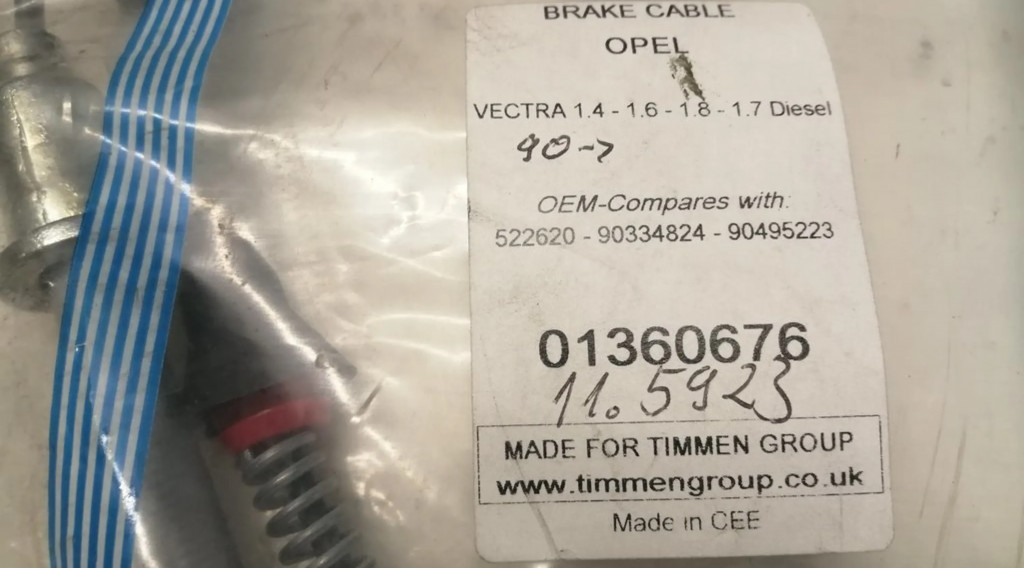 BRAKE CABLE
OPEL
VECTRA 1.4 - 1.6 - 1.8 - 1.7 Diesel
90->
OEM-Compares with:
522620 - 90334824 - 90495223
01360676
11.5923
MADE FOR TIMMEN GROUP
www.timmengroup.co.uk
Made in CEE